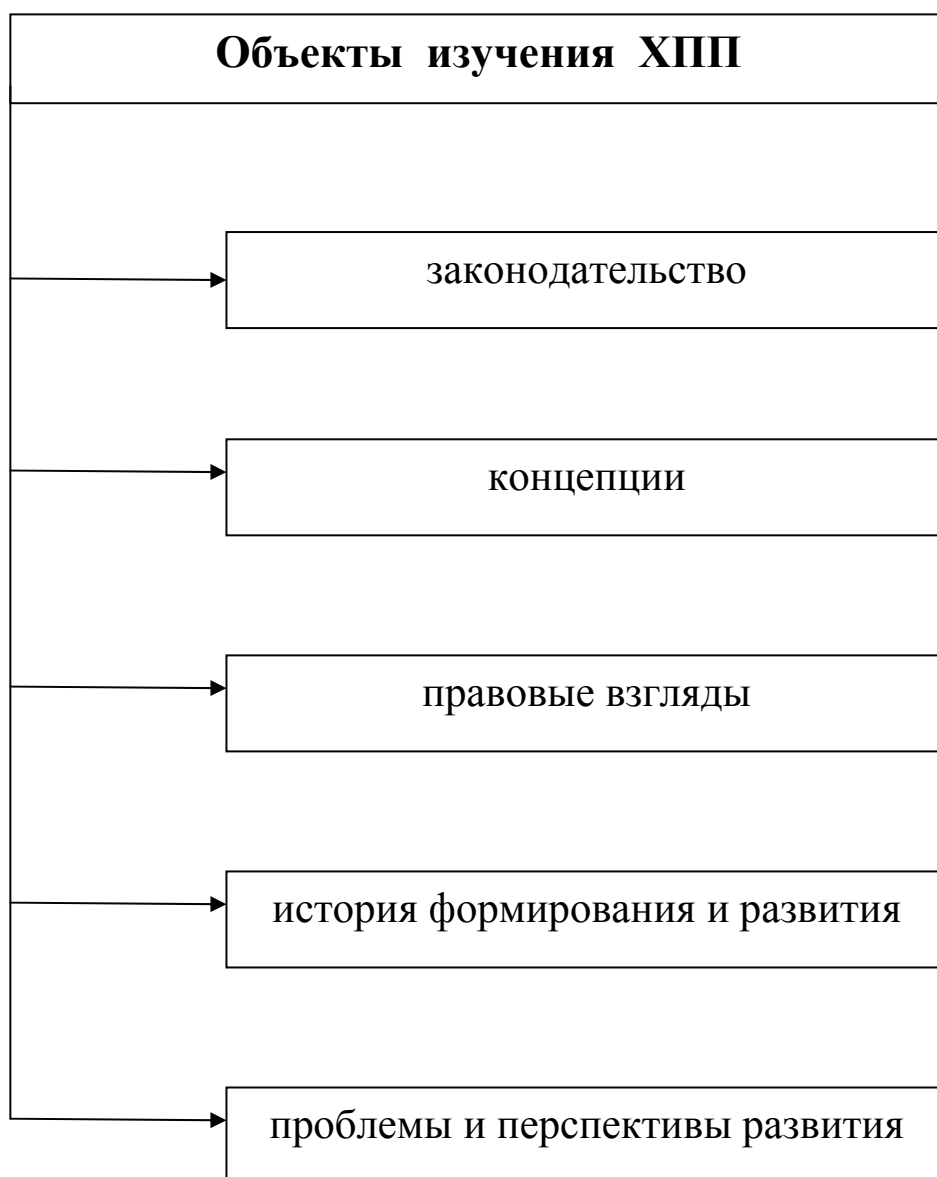 Объекты изучения ХПП
законодательство
концепции
правовые взгляды
история формирования и развития
проблемы и перспективы развития